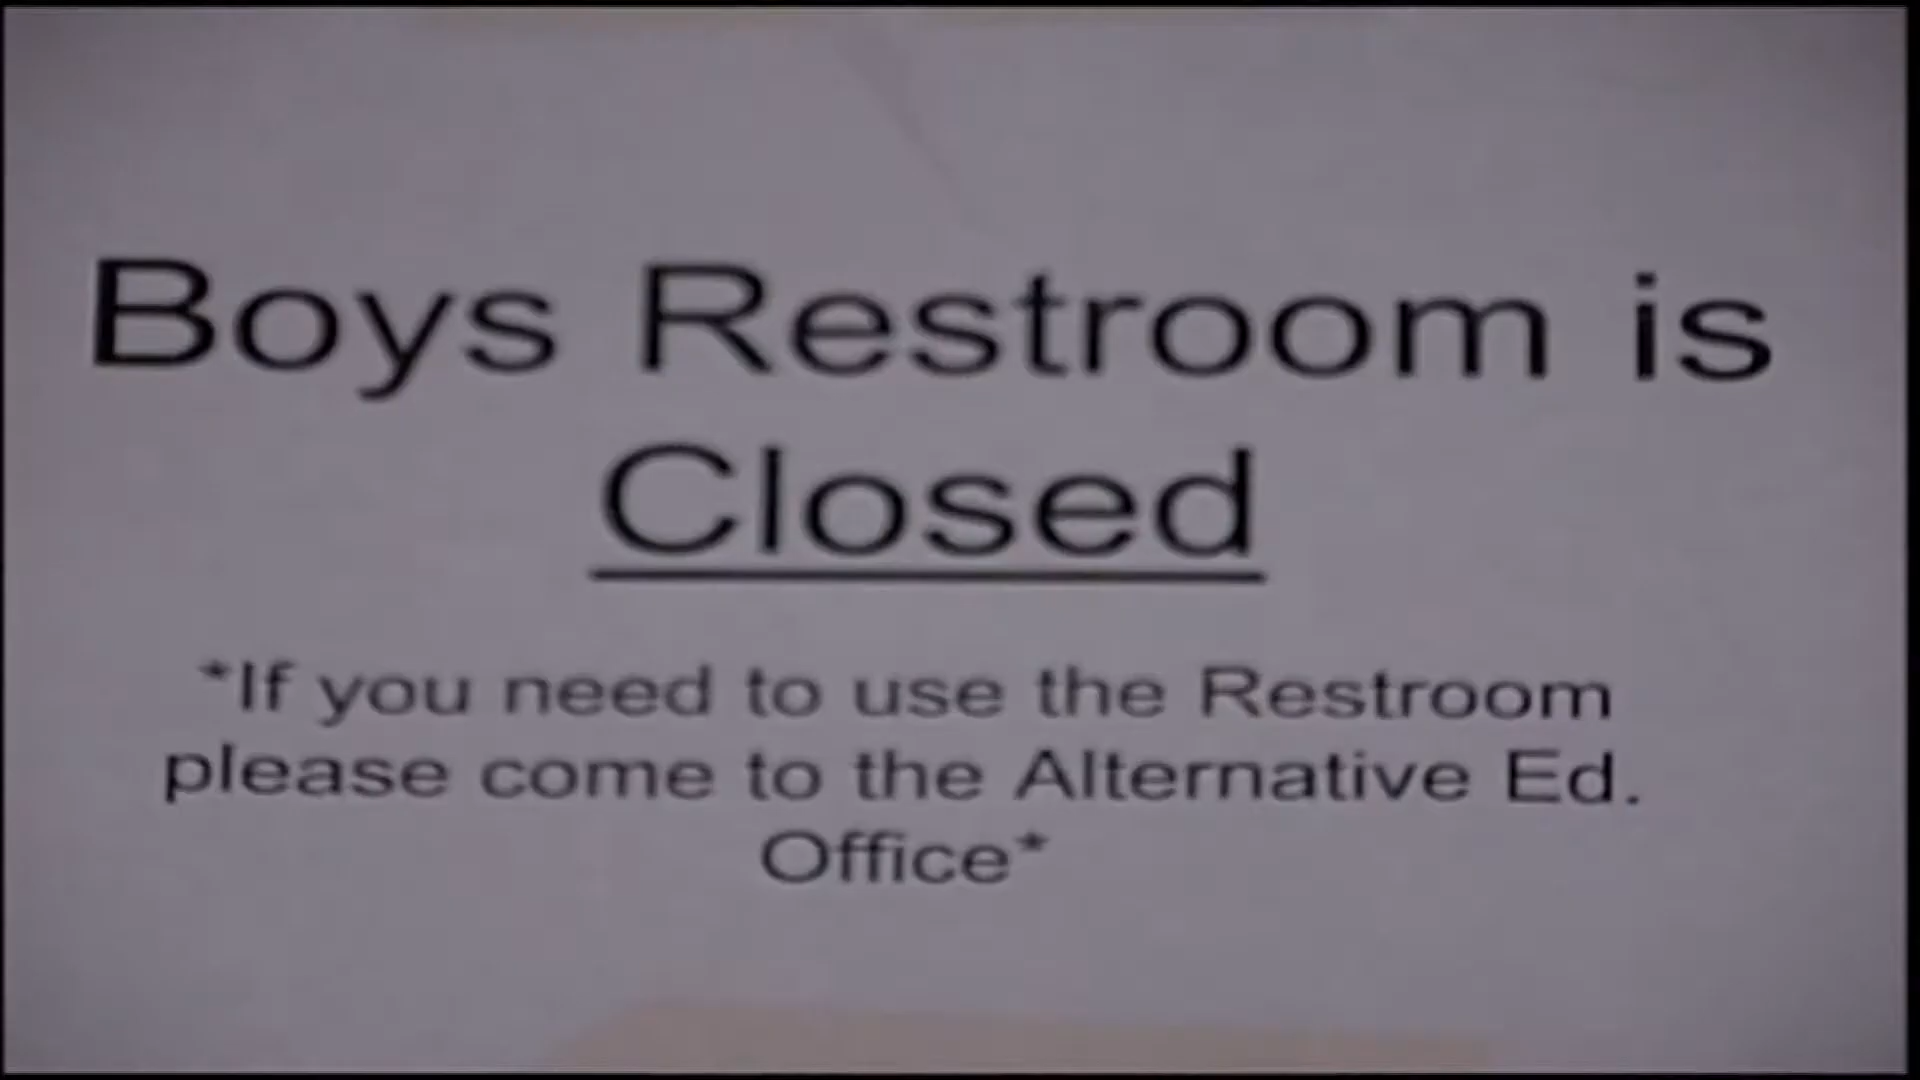 Boys Restroom is
Closed
*If you need to use the Restroom
please come to the Alternative Ed.
Office*